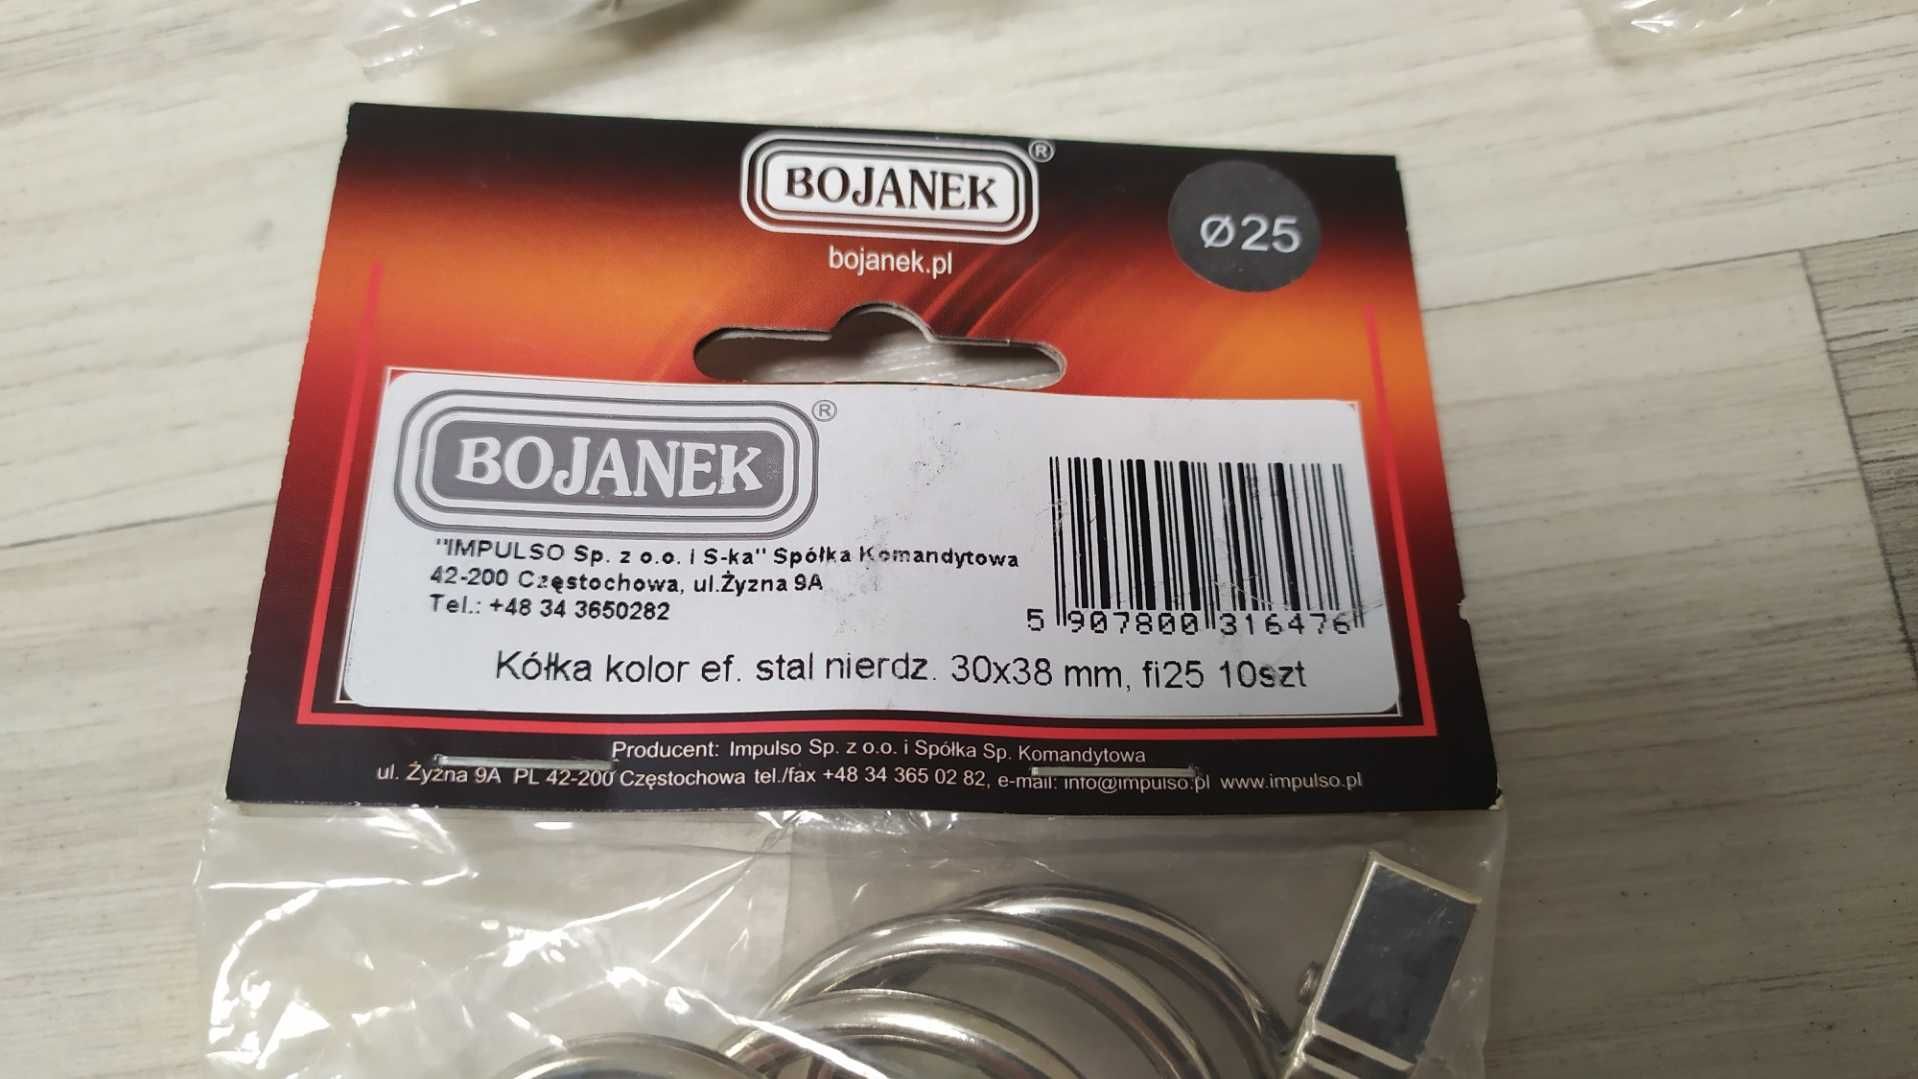 BOJANEK®
bojanek.pl
Ø25
BOJANEK®
"IMPULSO Sp. z o.o. i S-ka" Spółka Komandytowa
42-200 Częstochowa, ul.Żyzna 9A
Tel.: +48 34 3650282
5 907800 316476
Kółka kolor ef. stal nierdz. 30x38 mm, fi25 10szt
Producent: Impulso Sp. z o.o. i Spółka Sp. Komandytowa
ul. Żyzna 9A PL 42-200 Częstochowa tel./fax +48 34 365 02 82, e-mail: info@impulso.pl www.impulso.pl